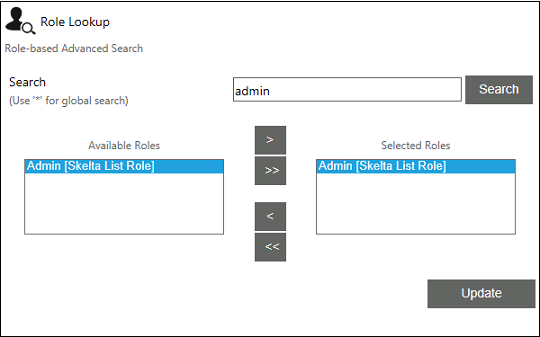 Role Lookup
Role-based Advanced Search
Search
(Use '*' for global search)
admin
Search
Available Roles
Selected Roles
Admin [Skelta List Role]
Admin [Skelta List Role]
>
>>
<
<<
Update